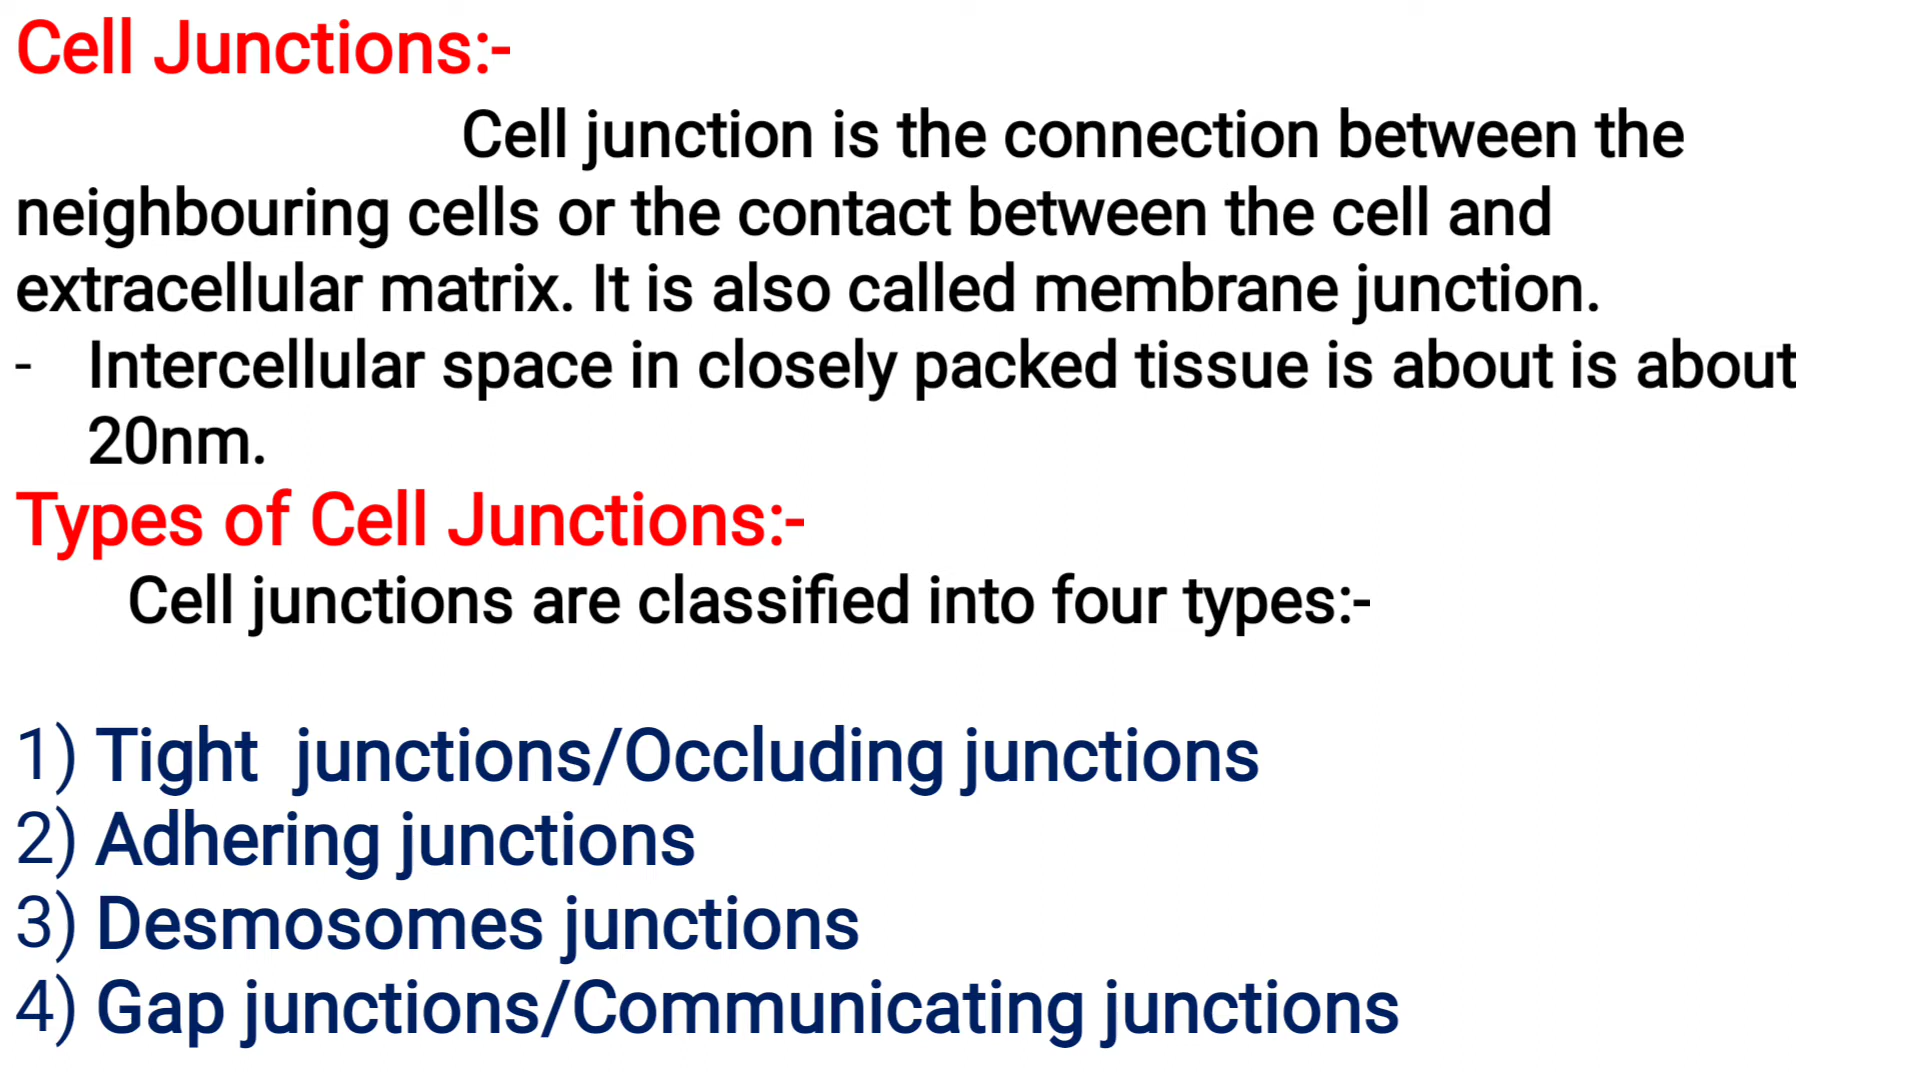 Cell Junctions:-
Cell junction is the connection between the
neighbouring cells or the contact between the cell and
extracellular matrix. It is also called membrane junction.
- Intercellular space in closely packed tissue is about is about
20nm.
Types of Cell Junctions:-
Cell junctions are classified into four types:-
1) Tight  junctions/Occluding junctions
2) Adhering junctions
3) Desmosomes junctions
4) Gap junctions/Communicating junctions